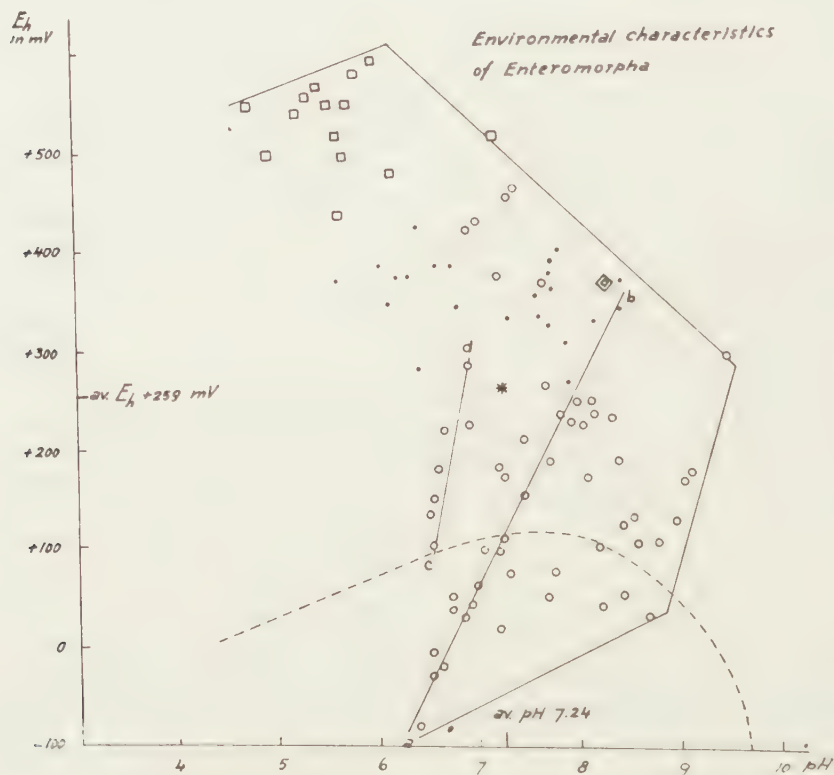 Eh
in mV
Environmental characteristics
of Enteromorpha
+500
+400
b
d
+300
av. Eh +259 mV
+200
+100
c
0
av. pH 7.24
-100
a
4 5 6 7 8 9 10 pH